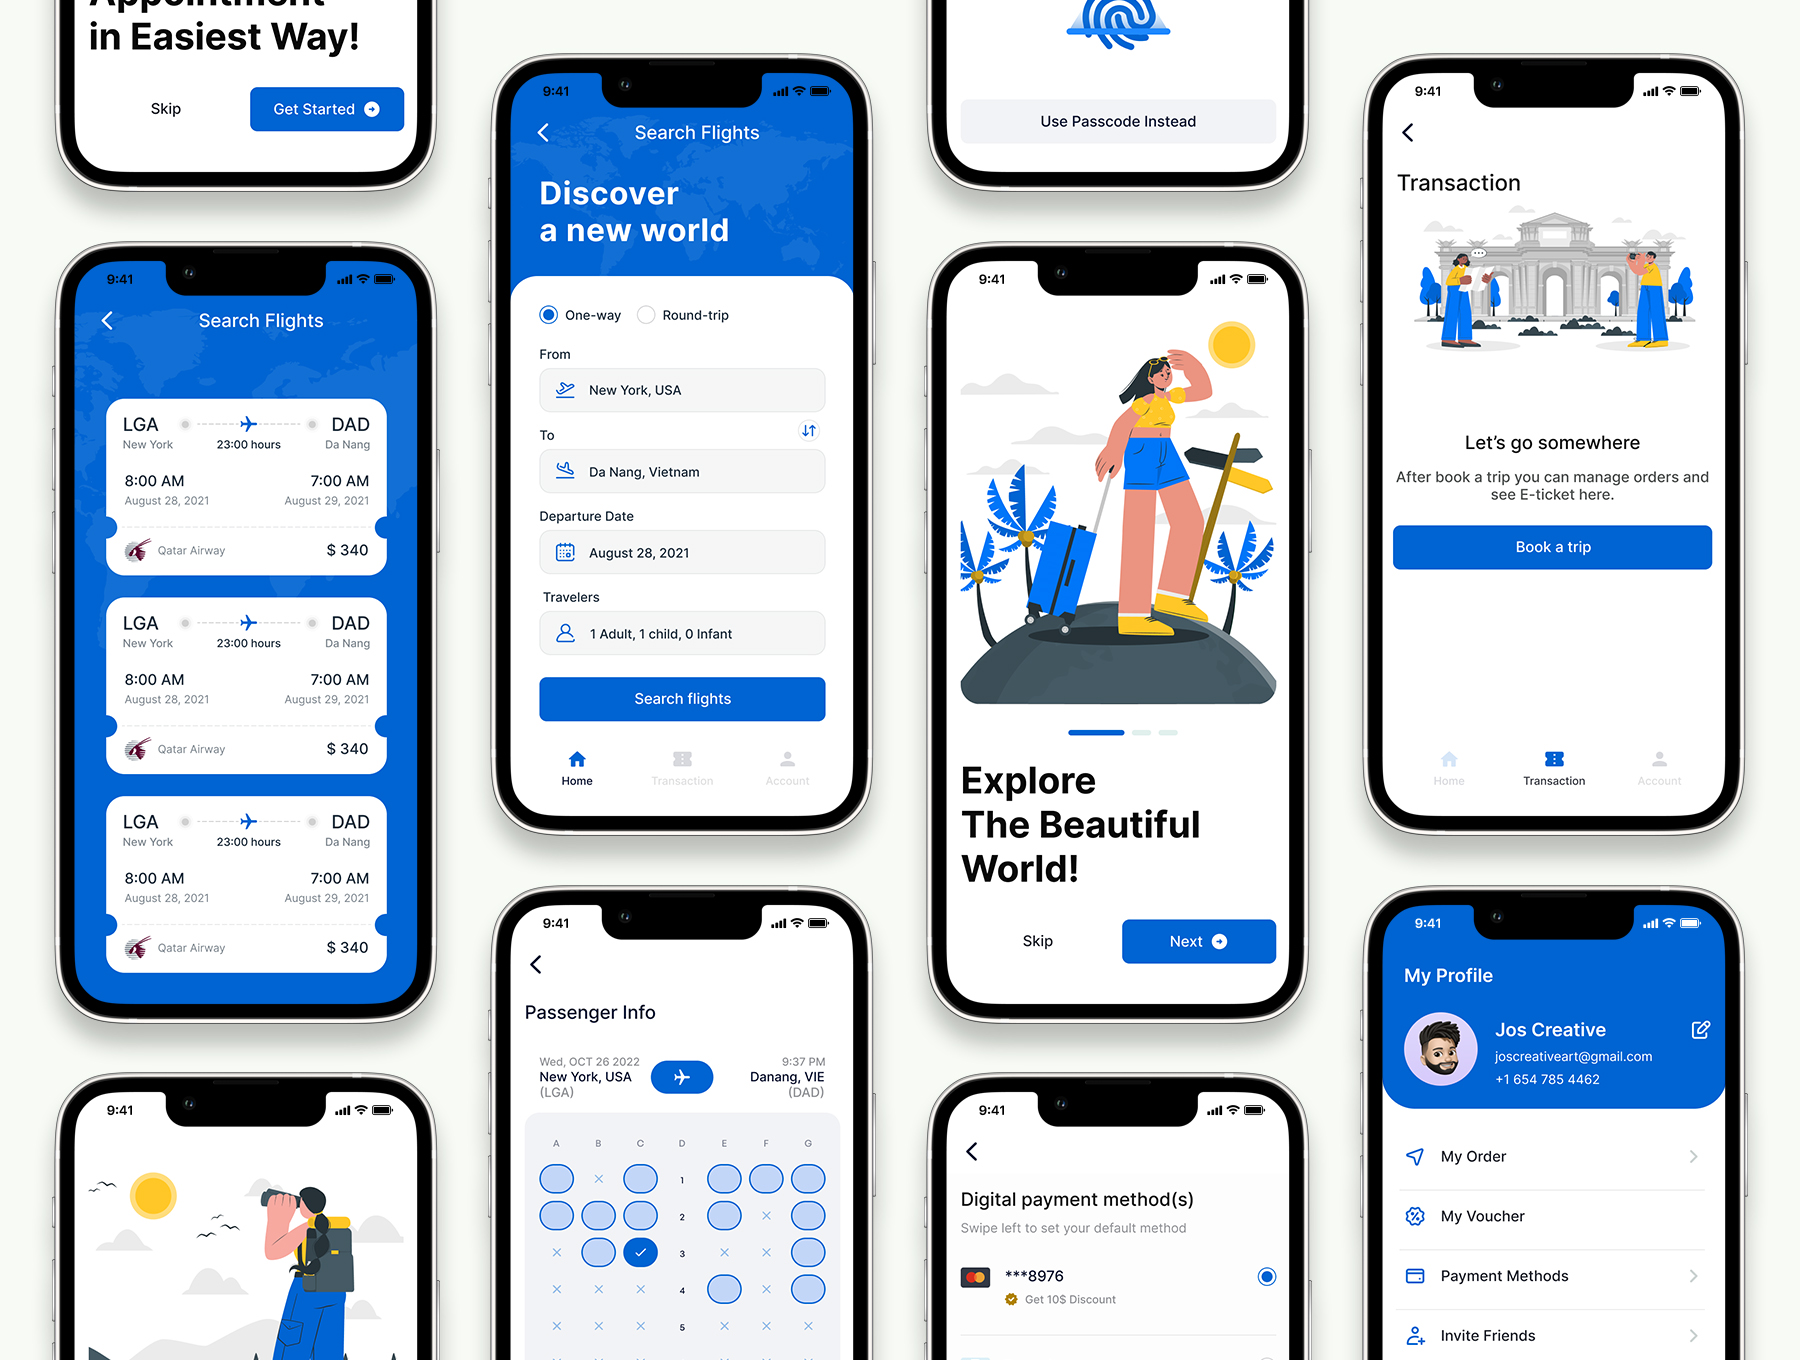 Appointment
in Easiest Way!
Skip
Get Started
9:41
Search Flights
LGA
DAD
New York
23:00 hours
Da Nang
8:00 AM
7:00 AM
August 28, 2021
August 29, 2021
Qatar Airway
$ 340
LGA
DAD
New York
23:00 hours
Da Nang
8:00 AM
7:00 AM
August 28, 2021
August 29, 2021
Qatar Airway
$ 340
LGA
DAD
New York
23:00 hours
Da Nang
8:00 AM
7:00 AM
August 28, 2021
August 29, 2021
Qatar Airway
$ 340
9:41
9:41
Search Flights
Discover
a new world
One-way
Round-trip
From
New York, USA
To
Da Nang, Vietnam
Departure Date
August 28, 2021
Travelers
1 Adult, 1 child, 0 Infant
Search flights
Home
Transaction
Account
9:41
Passenger Info
Wed, OCT 26 2022
9:37 PM
New York, USA
Danang, VIE
(LGA)
(DAD)
A B C D E F G
1
2
3
4
5
Use Passcode Instead
9:41
Explore
The Beautiful
World!
Skip
Next
9:41
Digital payment method(s)
Swipe left to set your default method
***8976
Get 10$ Discount
9:41
Transaction
Let's go somewhere
After book a trip you can manage orders and
see E-ticket here.
Book a trip
Home
Transaction
Account
9:41
My Profile
Jos Creative
joscreativeart@gmail.com
+1 654 785 4462
My Order
My Voucher
Payment Methods
Invite Friends